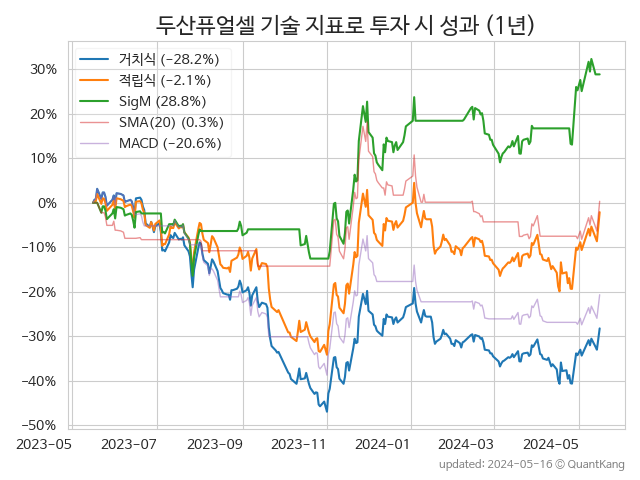 두산퓨얼셀 기술 지표로 투자 시 성과 (1년)
거치식 (−28.2%)
적립식 (−2.1%)
SigM (28.8%)
SMA(20) (0.3%)
MACD (−20.6%)
30%
20%
10%
0%
−10%
−20%
−30%
−40%
−50%
2023-05 2023-07 2023-09 2023-11 2024-01 2024-03 2024-05
updated: 2024-05-16 © QuantKang